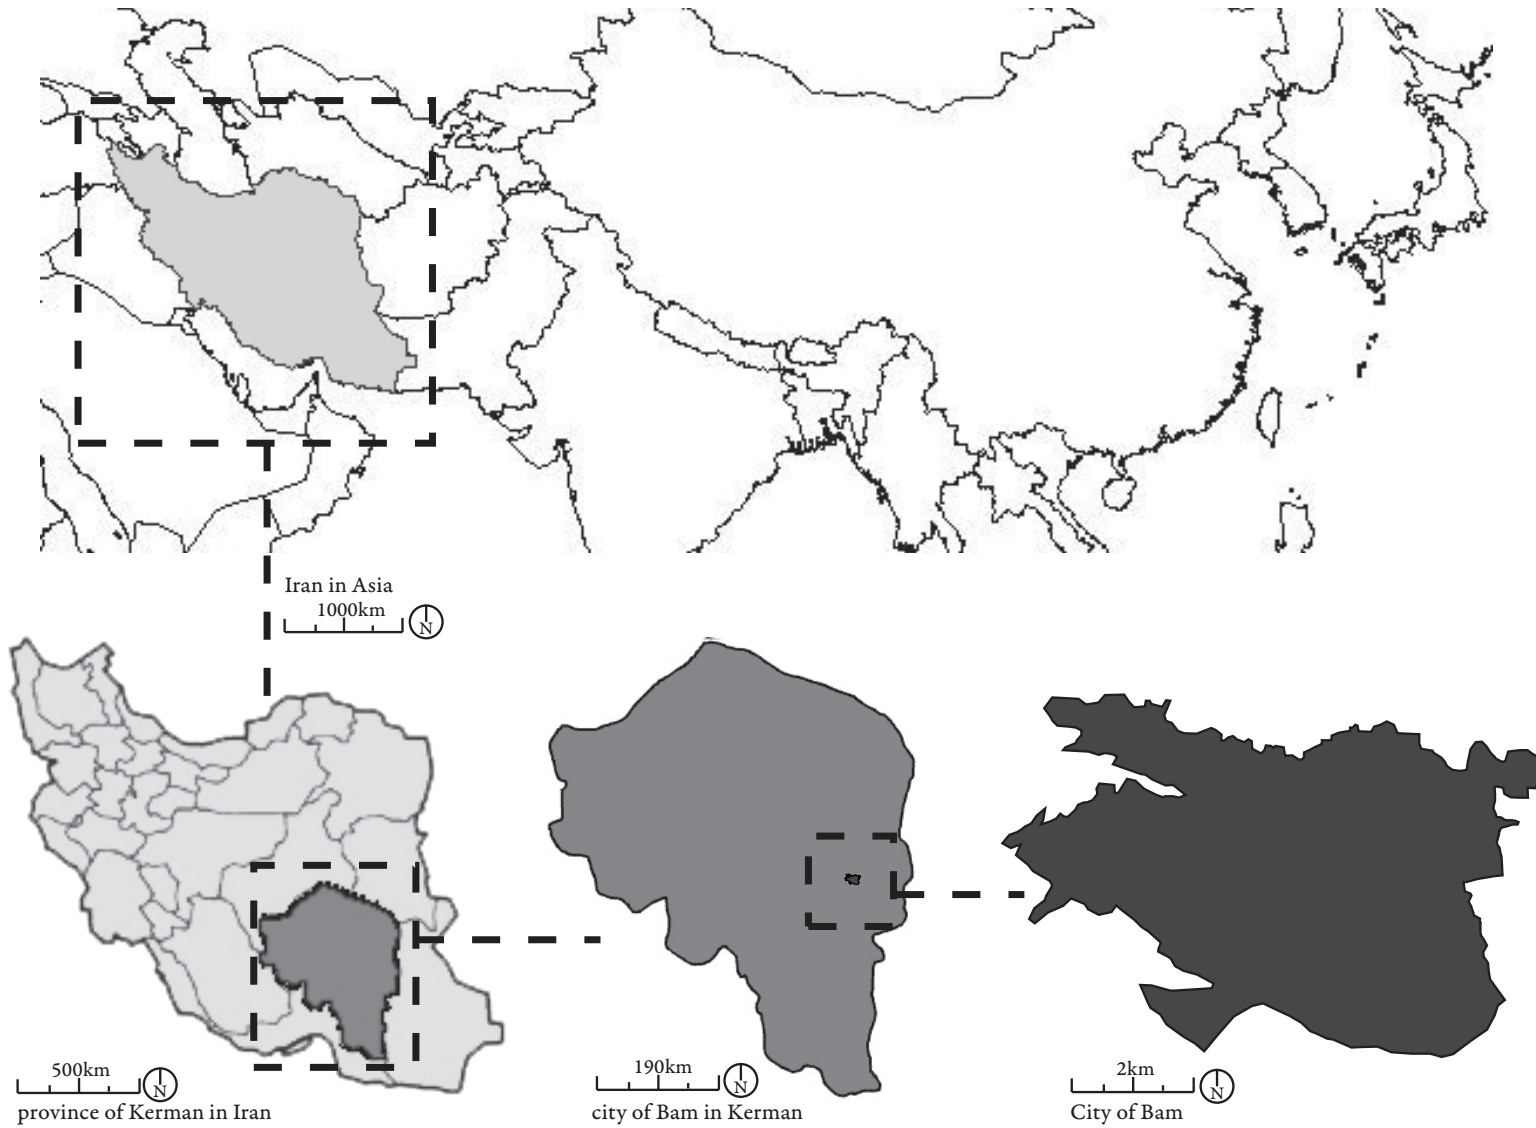 Iran in Asia
1000km
N
500km
N
province of Kerman in Iran
190km
N
city of Bam in Kerman
2km
N
City of Bam